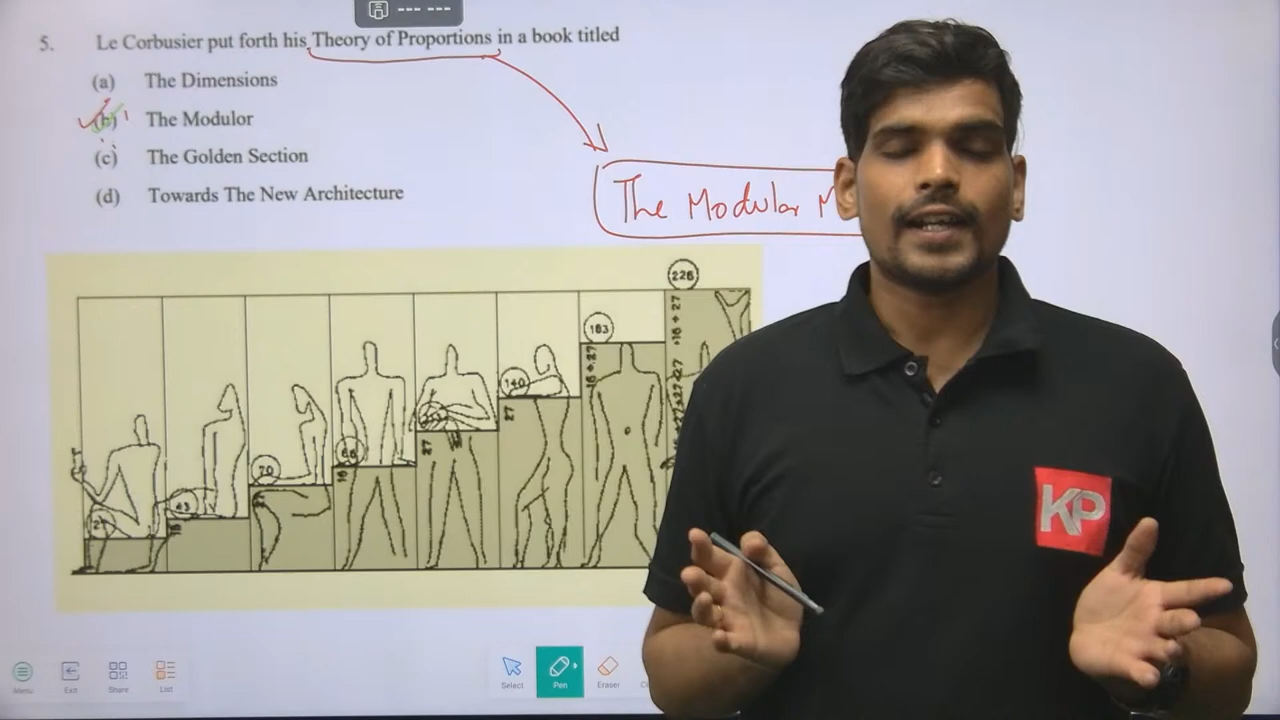 5. Le Corbusier put forth his Theory of Proportions in a book titled
(a) The Dimensions
(b) The Modulor
(c) The Golden Section
(d) Towards The New Architecture
The Modular M
226
183
140
70
43
27
27
KP
Menu
Exit
Share
List
Select
Pen
Eraser